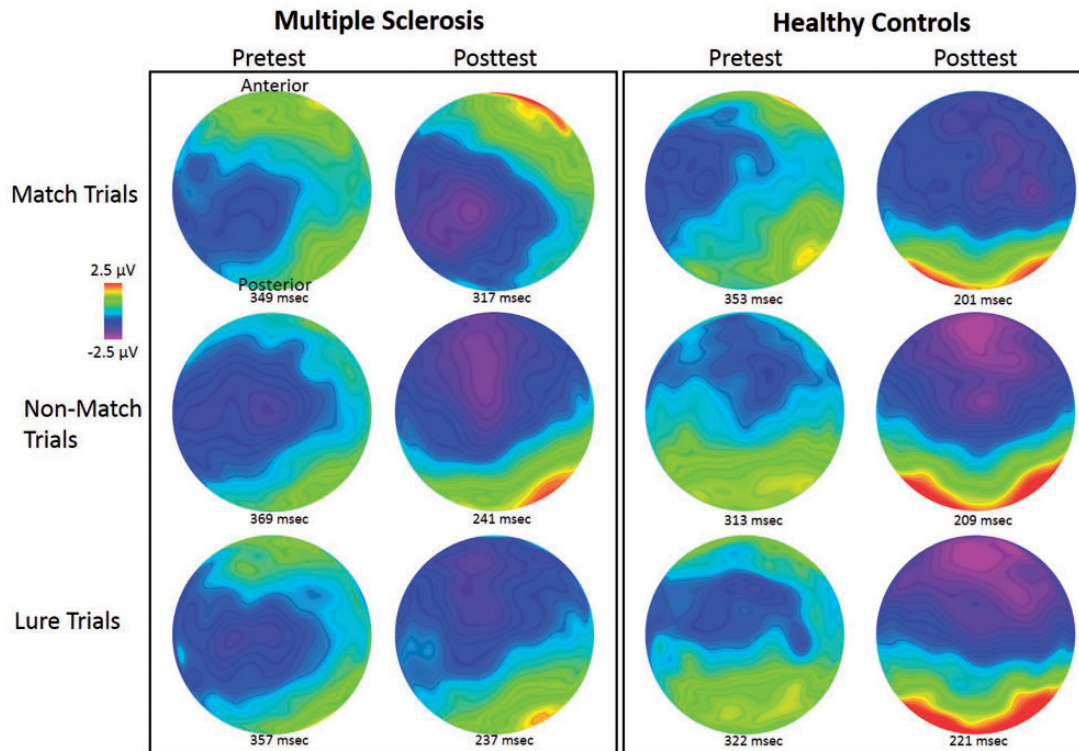 Multiple Sclerosis
Healthy Controls
Pretest
Posttest
Pretest
Posttest
Anterior
Match Trials
Posterior
349 msec
317 msec
353 msec
201 msec
2.5 µV
-2.5 µV
Non-Match
Trials
369 msec
241 msec
313 msec
209 msec
Lure Trials
357 msec
237 msec
322 msec
221 msec